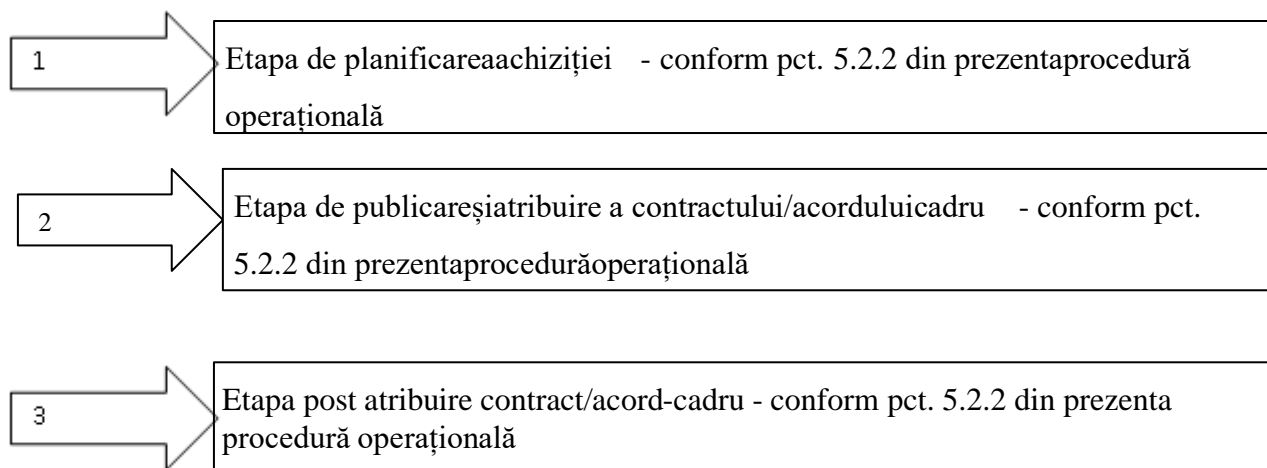 1
Etapa de planificareaachiziției - conform pct. 5.2.2 din prezentaprocedură
operațională
2
Etapa de publicareșiatribuire a contractului/acorduluicadru - conform pct.
5.2.2 din prezentaprocedurăoperațională
3
Etapa post atribuire contract/acord-cadru - conform pct. 5.2.2 din prezenta
procedură operațională